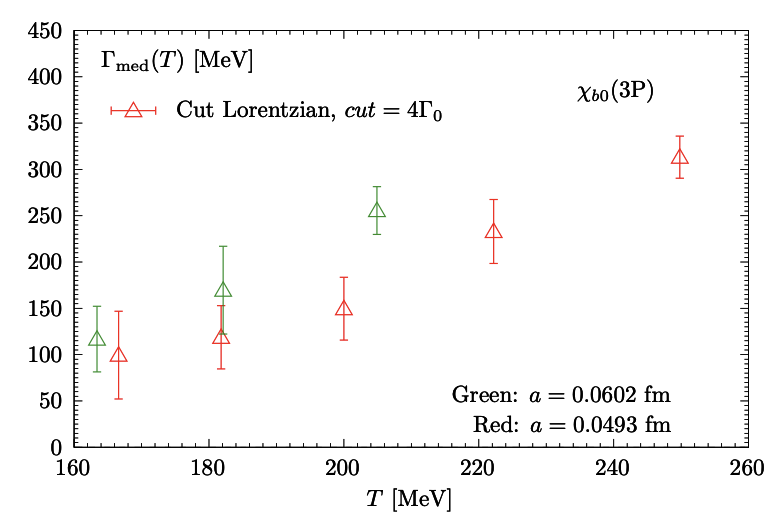 450
400
350
300
250
200
150
100
50
0
Γmed(T) [MeV]
χb0(3P)
Cut Lorentzian, cut = 4Γ0
Green: a = 0.0602 fm
Red: a = 0.0493 fm
160 180 200 220 240 260
T [MeV]